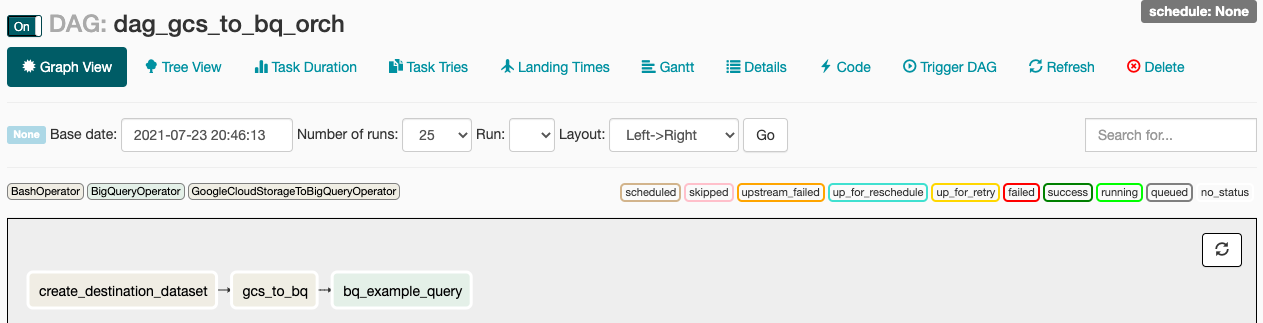 schedule: None
On DAG: dag_gcs_to_bq_orch
Graph View Tree View Task Duration Task Tries Landing Times Gantt Details Code Trigger DAG Refresh Delete
None Base date: 2021-07-23 20:46:13 Number of runs: 25 Run: Layout: Left->Right Go Search for...
BashOperator BigQueryOperator GoogleCloudStorageToBigQueryOperator scheduled skipped upstream_failed up_for_reschedule up_for_retry failed success running queued no_status
create_destination_dataset gcs_to_bq bq_example_query